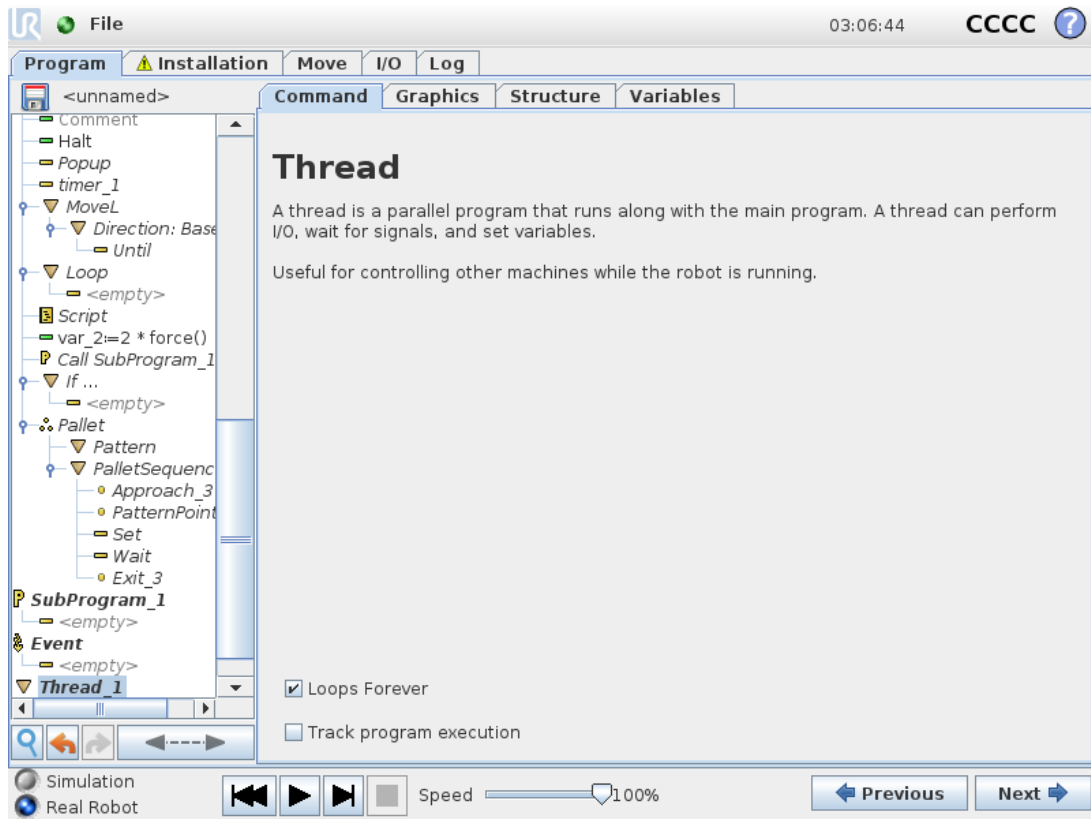 UR File 03:06:44 CCCC ?
Program Installation Move I/O Log
<unnamed>
Command Graphics Structure Variables
Comment
Halt
Popup
timer_1
MoveL
Direction: Base
Until
Loop
<empty>
Script
var_2:=2 * force()
Call SubProgram_1
If ...
<empty>
Pallet
Pattern
PalletSequenc
Approach_3
PatternPoint
Set
Wait
Exit_3
SubProgram_1
<empty>
Event
<empty>
Thread_1
Thread
A thread is a parallel program that runs along with the main program. A thread can perform
I/O, wait for signals, and set variables.
Useful for controlling other machines while the robot is running.
Loops Forever
Track program execution
Simulation
Real Robot
Speed 100%
Previous Next